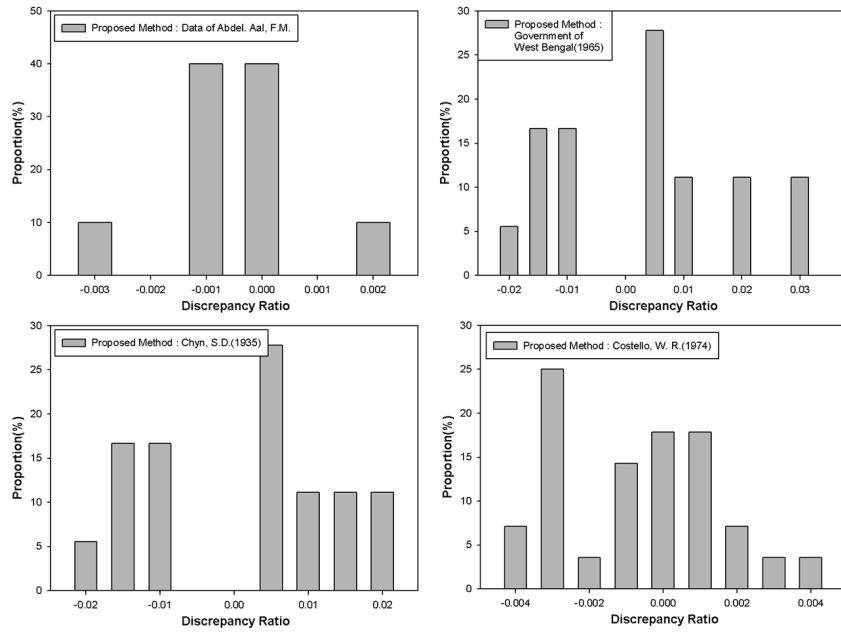 Proposed Method : Data of Abdel. Aal, F.M.
Proportion(%)
50
40
30
20
10
0
-0.003 -0.002 -0.001 0.000 0.001 0.002
Discrepancy Ratio
Proposed Method :
Government of
West Bengal(1965)
Proportion(%)
30
25
20
15
10
5
0
-0.02 -0.01 0.00 0.01 0.02 0.03
Discrepancy Ratio
Proposed Method : Chyn, S.D.(1935)
Proportion(%)
30
25
20
15
10
5
0
-0.02 -0.01 0.00 0.01 0.02
Discrepancy Ratio
Proposed Method : Costello, W. R.(1974)
Proportion(%)
30
25
20
15
10
5
0
-0.004 -0.002 0.000 0.002 0.004
Discrepancy Ratio